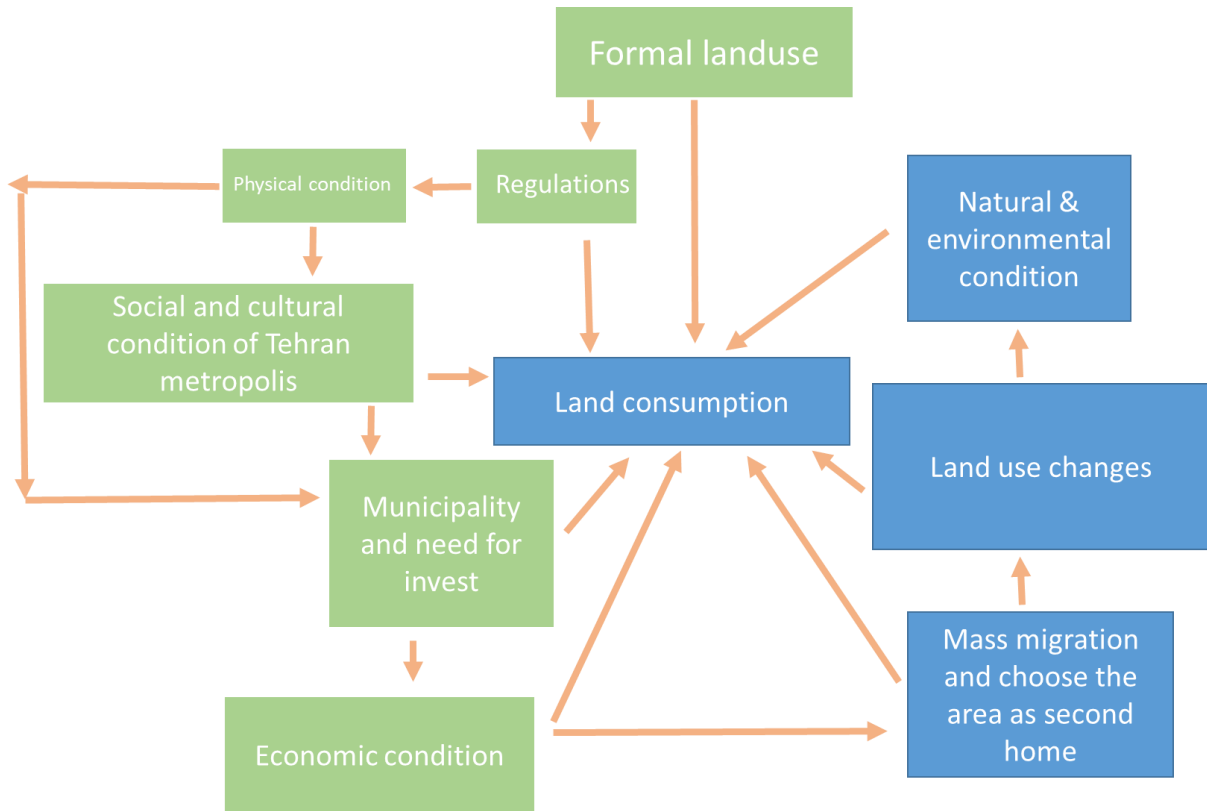 Formal landuse
Physical condition
Regulations
Natural &
environmental
condition
Social and cultural
condition of Tehran
metropolis
Land consumption
Land use changes
Municipality
and need for
invest
Mass migration
and choose the
area as second
home
Economic condition